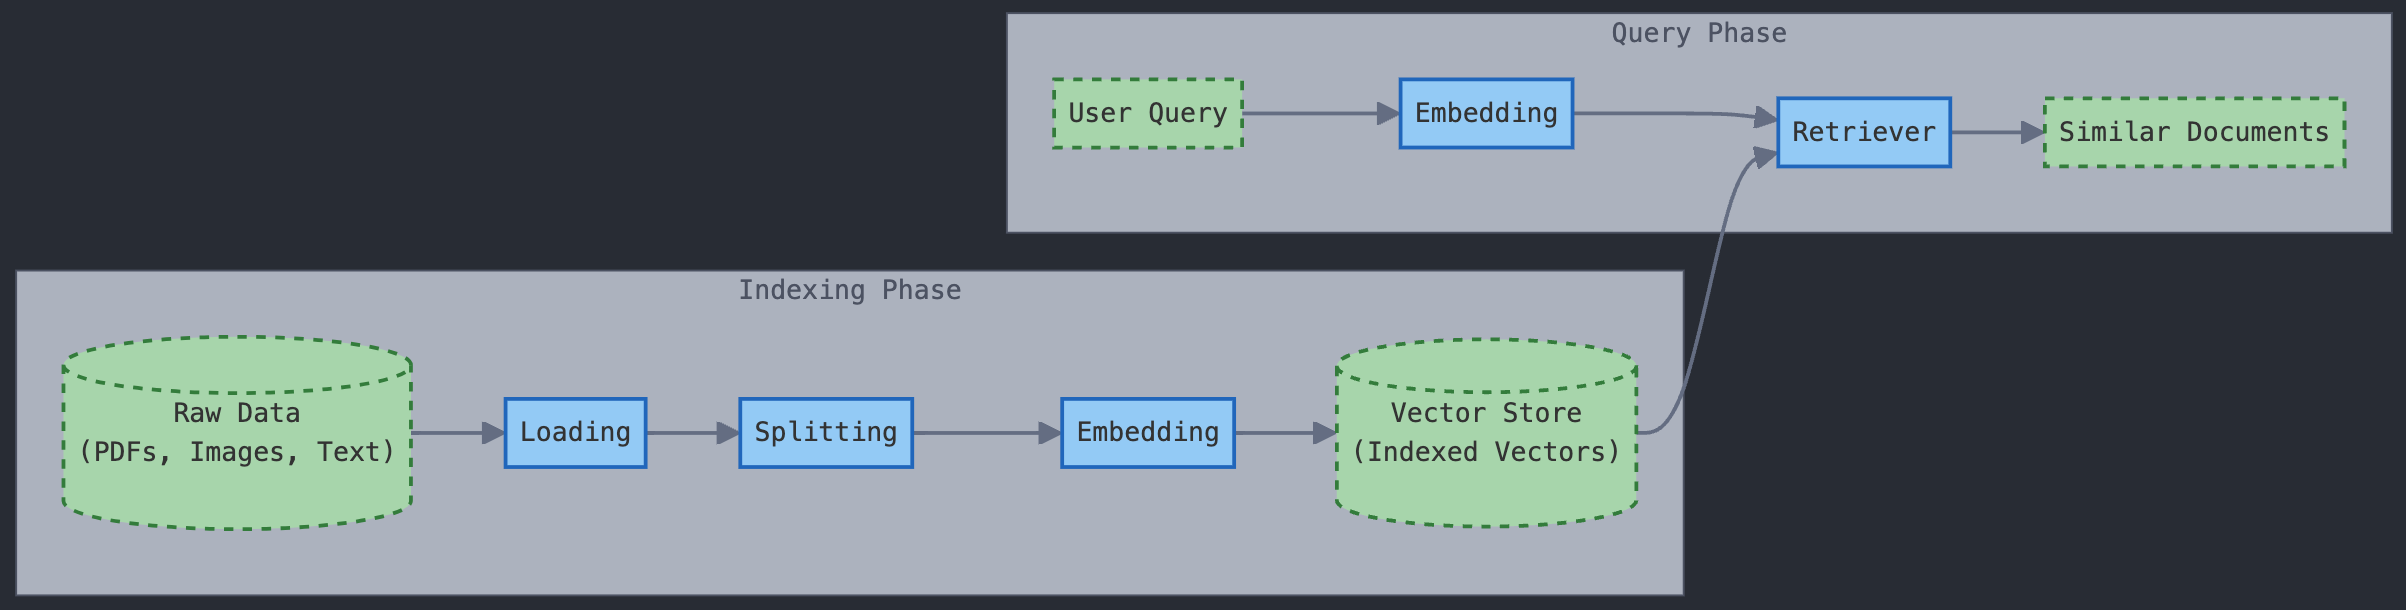 Query Phase
User Query
Embedding
Retriever
Similar Documents
Indexing Phase
Raw Data
(PDFs, Images, Text)
Loading
Splitting
Embedding
Vector Store
(Indexed Vectors)